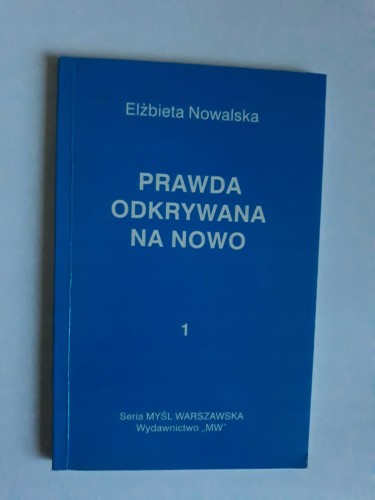 Elżbieta Nowalska
PRAWDA
ODKRYWANA
NA NOWO
1
Seria MYŚL WARSZAWSKA
Wydawnictwo „MW”